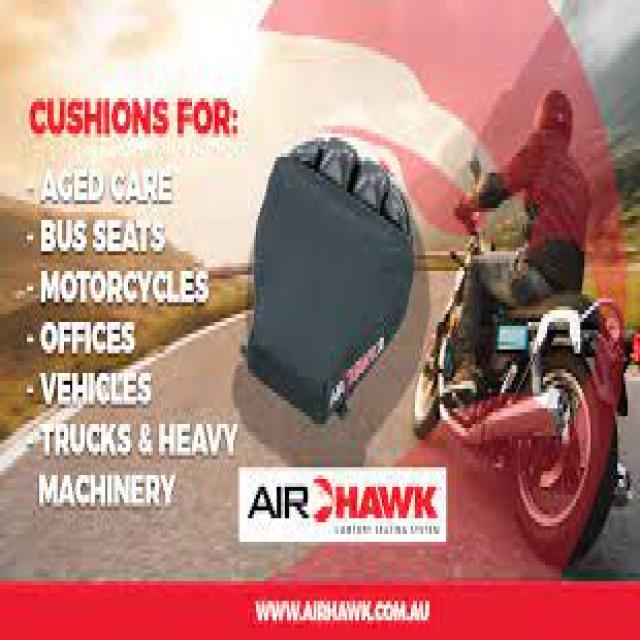 CUSHIONS FOR:
- AGED CARE
- BUS SEATS
- MOTORCYCLES
- OFFICES
- VEHICLES
- TRUCKS & HEAVY
MACHINERY
AIRHAWK
COMFORT SEATING SYSTEM
WWW.AIRHAWK.COM.AU